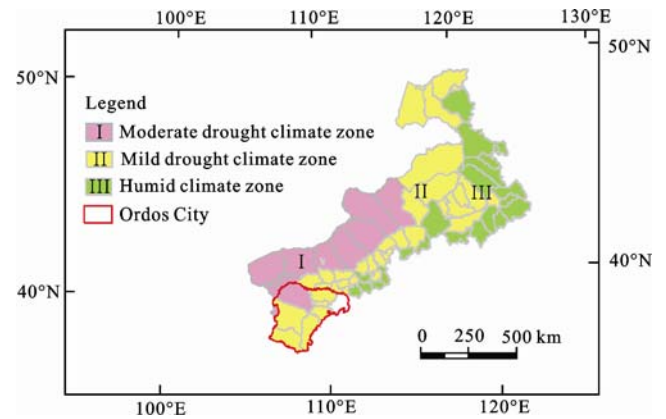 100°E 110°E 120°E 130°E
50°N 50°N
Legend
I Moderate drought climate zone
II Mild drought climate zone
III Humid climate zone
Ordos City
II III
I
40°N 40°N
0 250 500 km
100°E 110°E 120°E